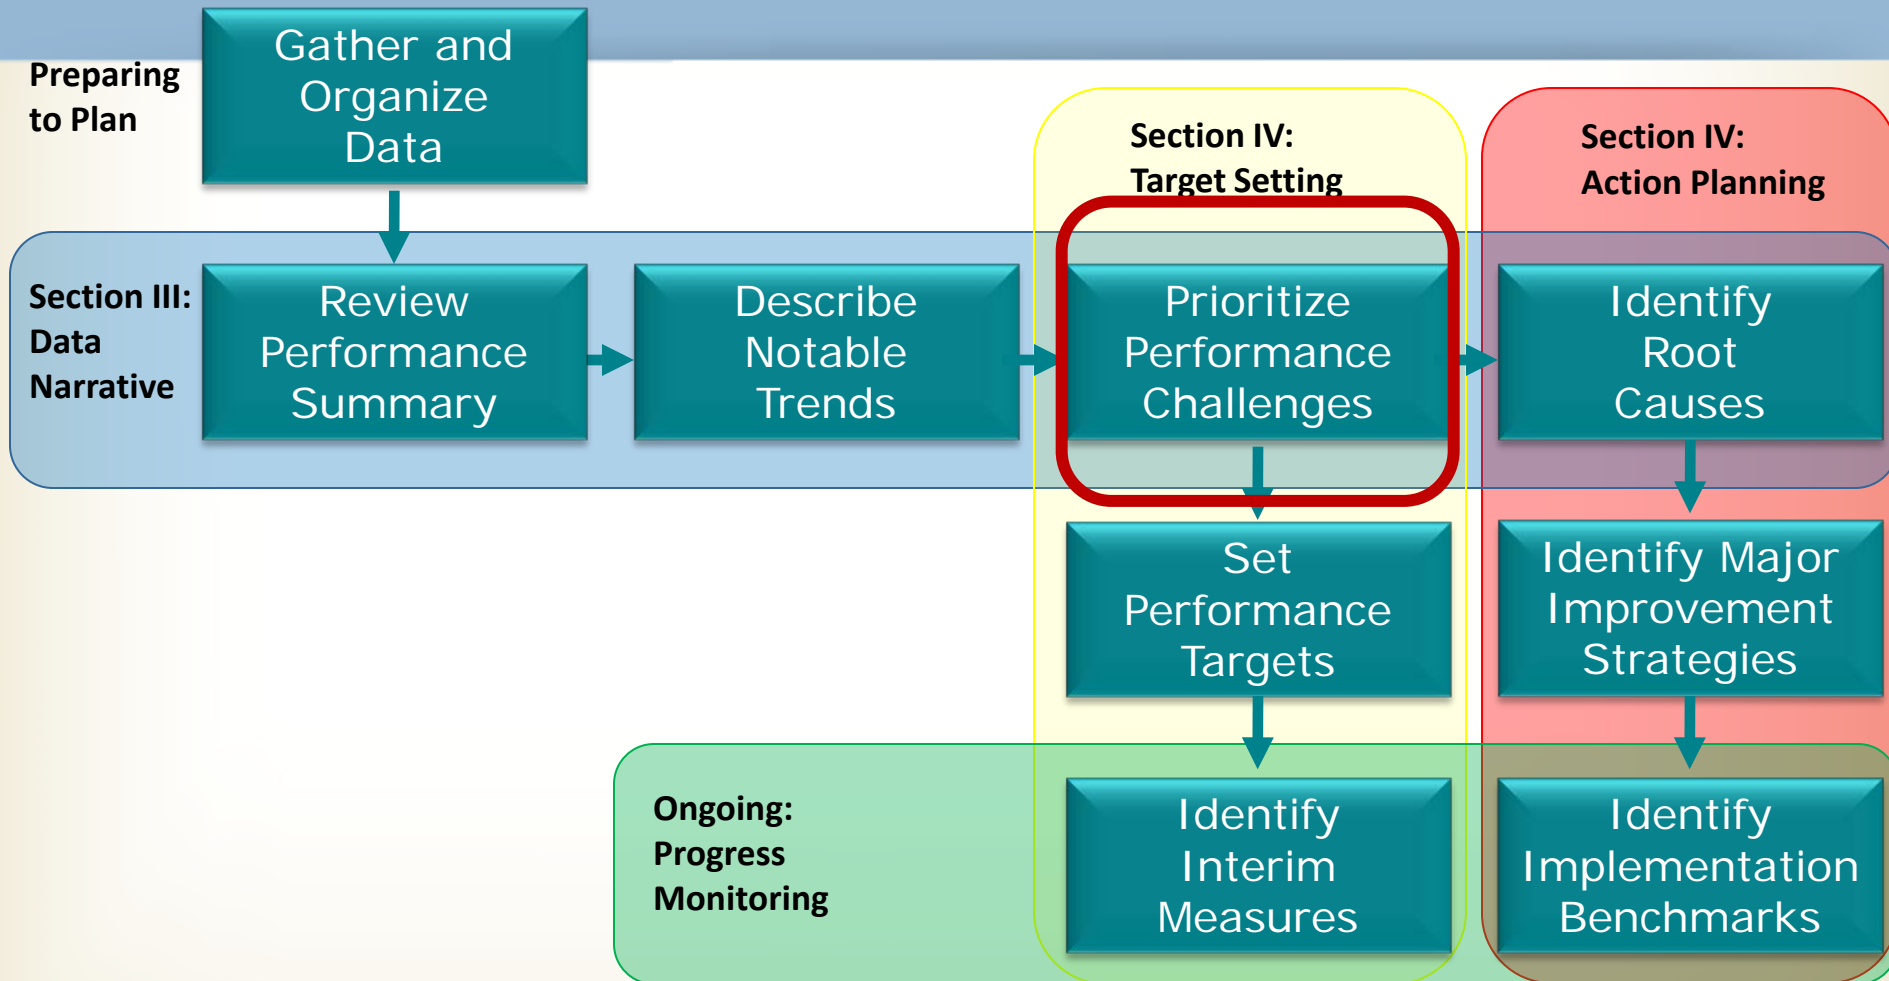 Preparing
to Plan
Gather and
Organize
Data
Section IV:
Target Setting
Section IV:
Action Planning
Section III:
Data
Narrative
Review
Performance
Summary
Describe
Notable
Trends
Prioritize
Performance
Challenges
Identify
Root
Causes
Set
Performance
Targets
Identify Major
Improvement
Strategies
Ongoing:
Progress
Monitoring
Identify
Interim
Measures
Identify
Implementation
Benchmarks